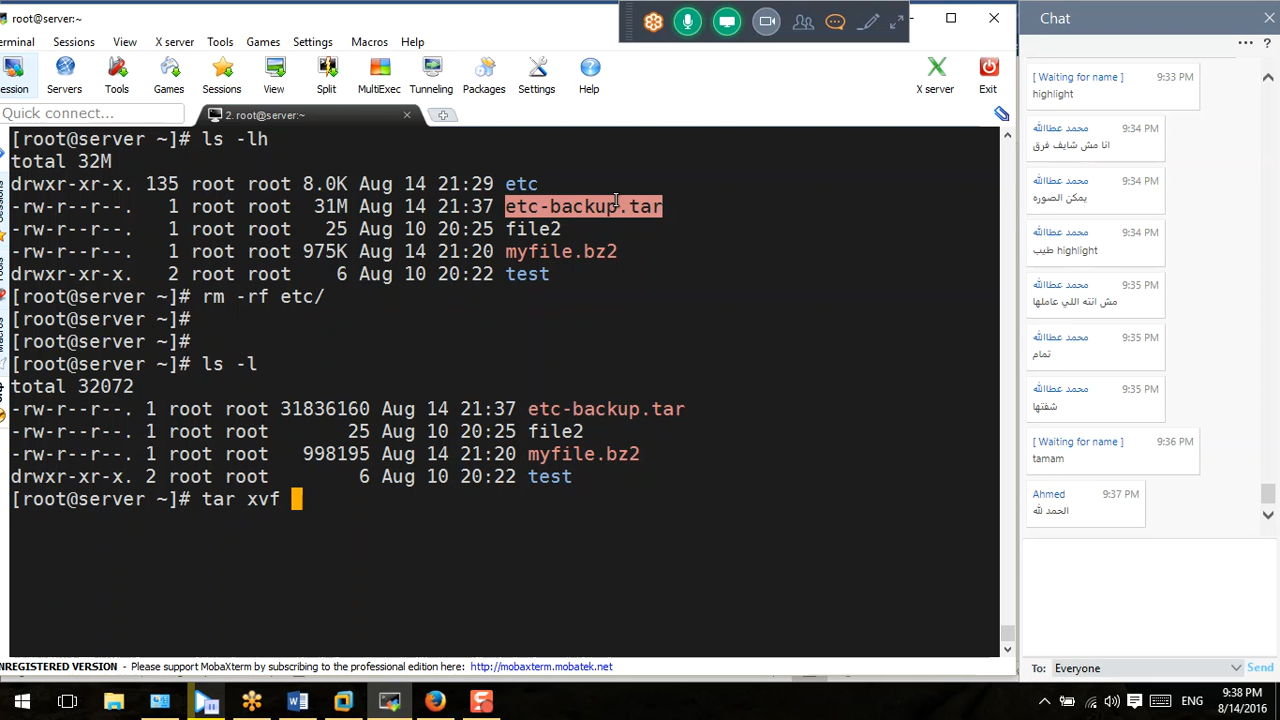 root@server:~
erminal Sessions View X server Tools Games Settings Macros Help
ession Servers Tools Games Sessions View Split MultiExec Tunneling Packages Settings Help X server Exit
Quick connect...
2. root@server:~
[root@server ~]# ls -lh
total 32M
drwxr-xr-x. 135 root root 8.0K Aug 14 21:29 etc
-rw-r--r--. 1 root root 31M Aug 14 21:37 etc-backup.tar
-rw-r--r--. 1 root root 25 Aug 10 20:25 file2
-rw-r--r--. 1 root root 975K Aug 14 21:20 myfile.bz2
drwxr-xr-x. 2 root root 6 Aug 10 20:22 test
[root@server ~]# rm -rf etc/
[root@server ~]#
[root@server ~]#
[root@server ~]# ls -l
total 32072
-rw-r--r--. 1 root root 31836160 Aug 14 21:37 etc-backup.tar
-rw-r--r--. 1 root root 25 Aug 10 20:25 file2
-rw-r--r--. 1 root root 998195 Aug 14 21:20 myfile.bz2
drwxr-xr-x. 2 root root 6 Aug 10 20:22 test
[root@server ~]# tar xvf
NREGISTERED VERSION - Please support MobaXterm by subscribing to the professional edition here: http://mobaxterm.mobatek.net
Chat
[ Waiting for name ] 9:33 PM
highlight
محمد عطاالله 9:34 PM
انا مش شايف فرق
محمد عطاالله 9:34 PM
يمكن الصوره
محمد عطاالله 9:34 PM
طيب highlight
محمد عطاالله 9:35 PM
مش انته اللي عاملها
محمد عطاالله 9:35 PM
تمام
محمد عطاالله 9:35 PM
شفتها
[ Waiting for name ] 9:36 PM
tamam
Ahmed 9:37 PM
الحمد لله
To: Everyone Send
ENG
9:38 PM
8/14/2016